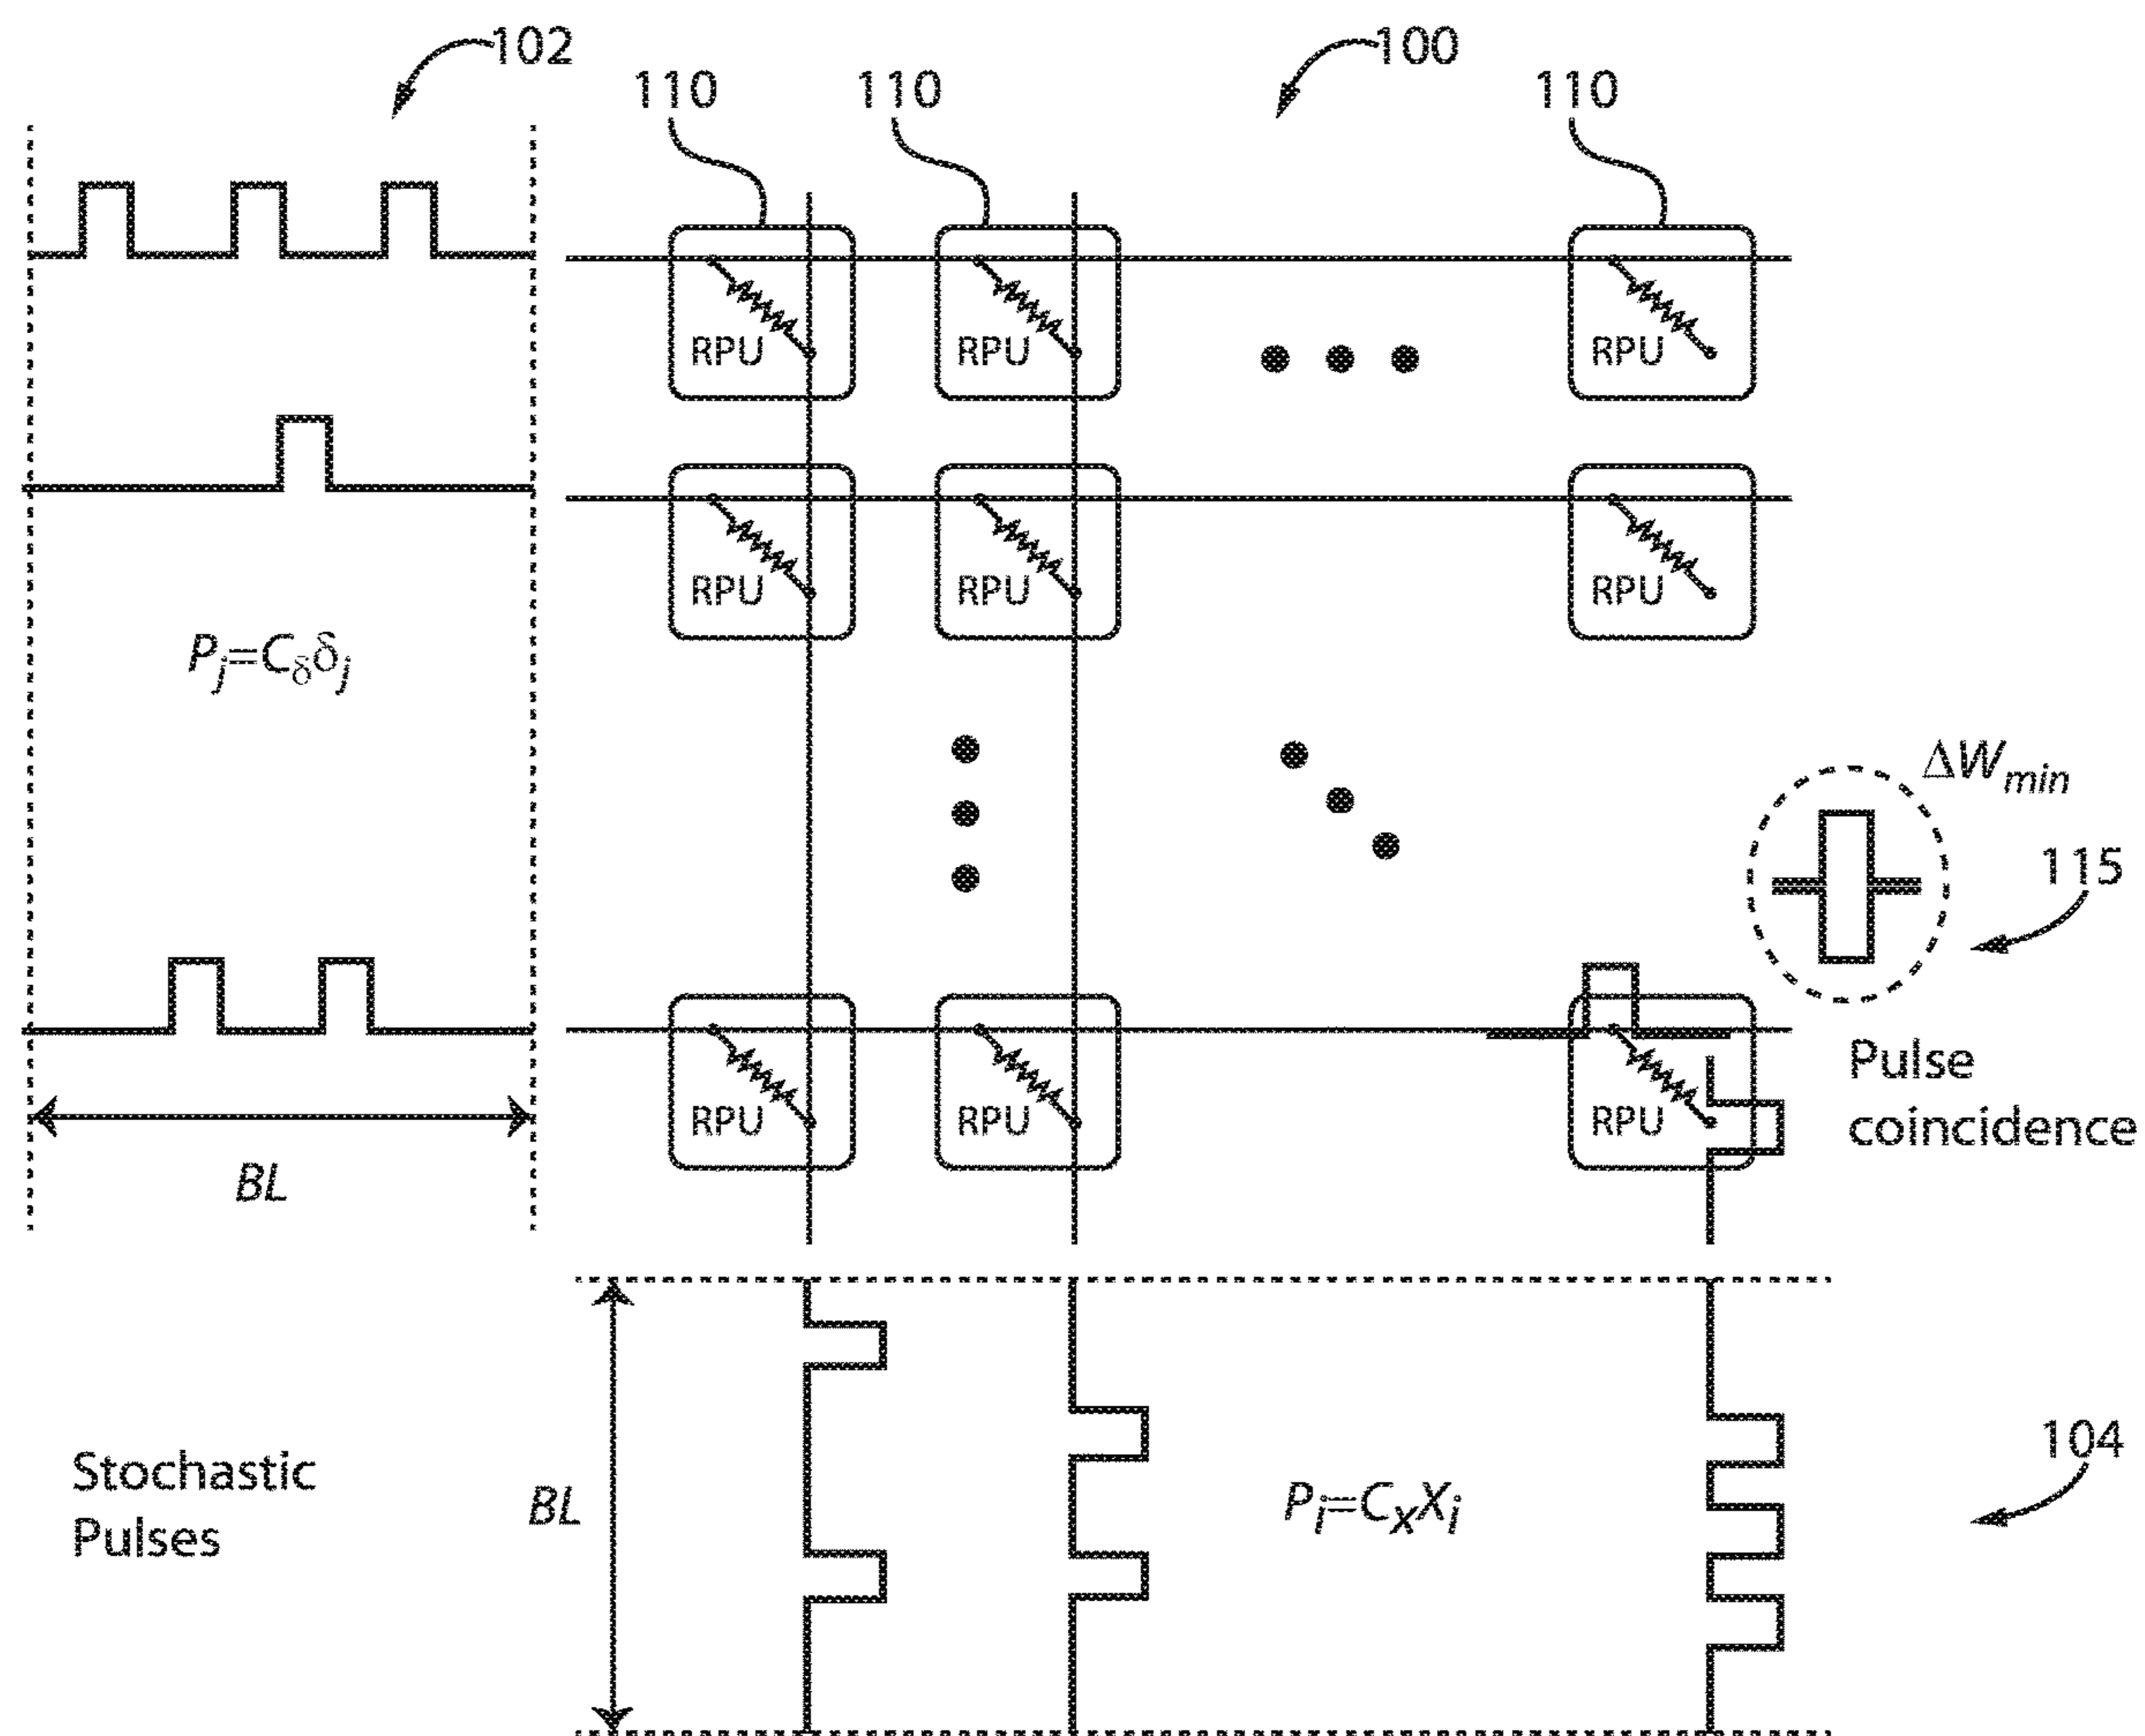 102
100
110
110
110
RPU
RPU
RPU
RPU
RPU
RPU
Pj=Cδδj
ΔWmin
115
Pulse
coincidence
RPU
RPU
RPU
BL
Stochastic
Pulses
BL
Pi=CXXi
104